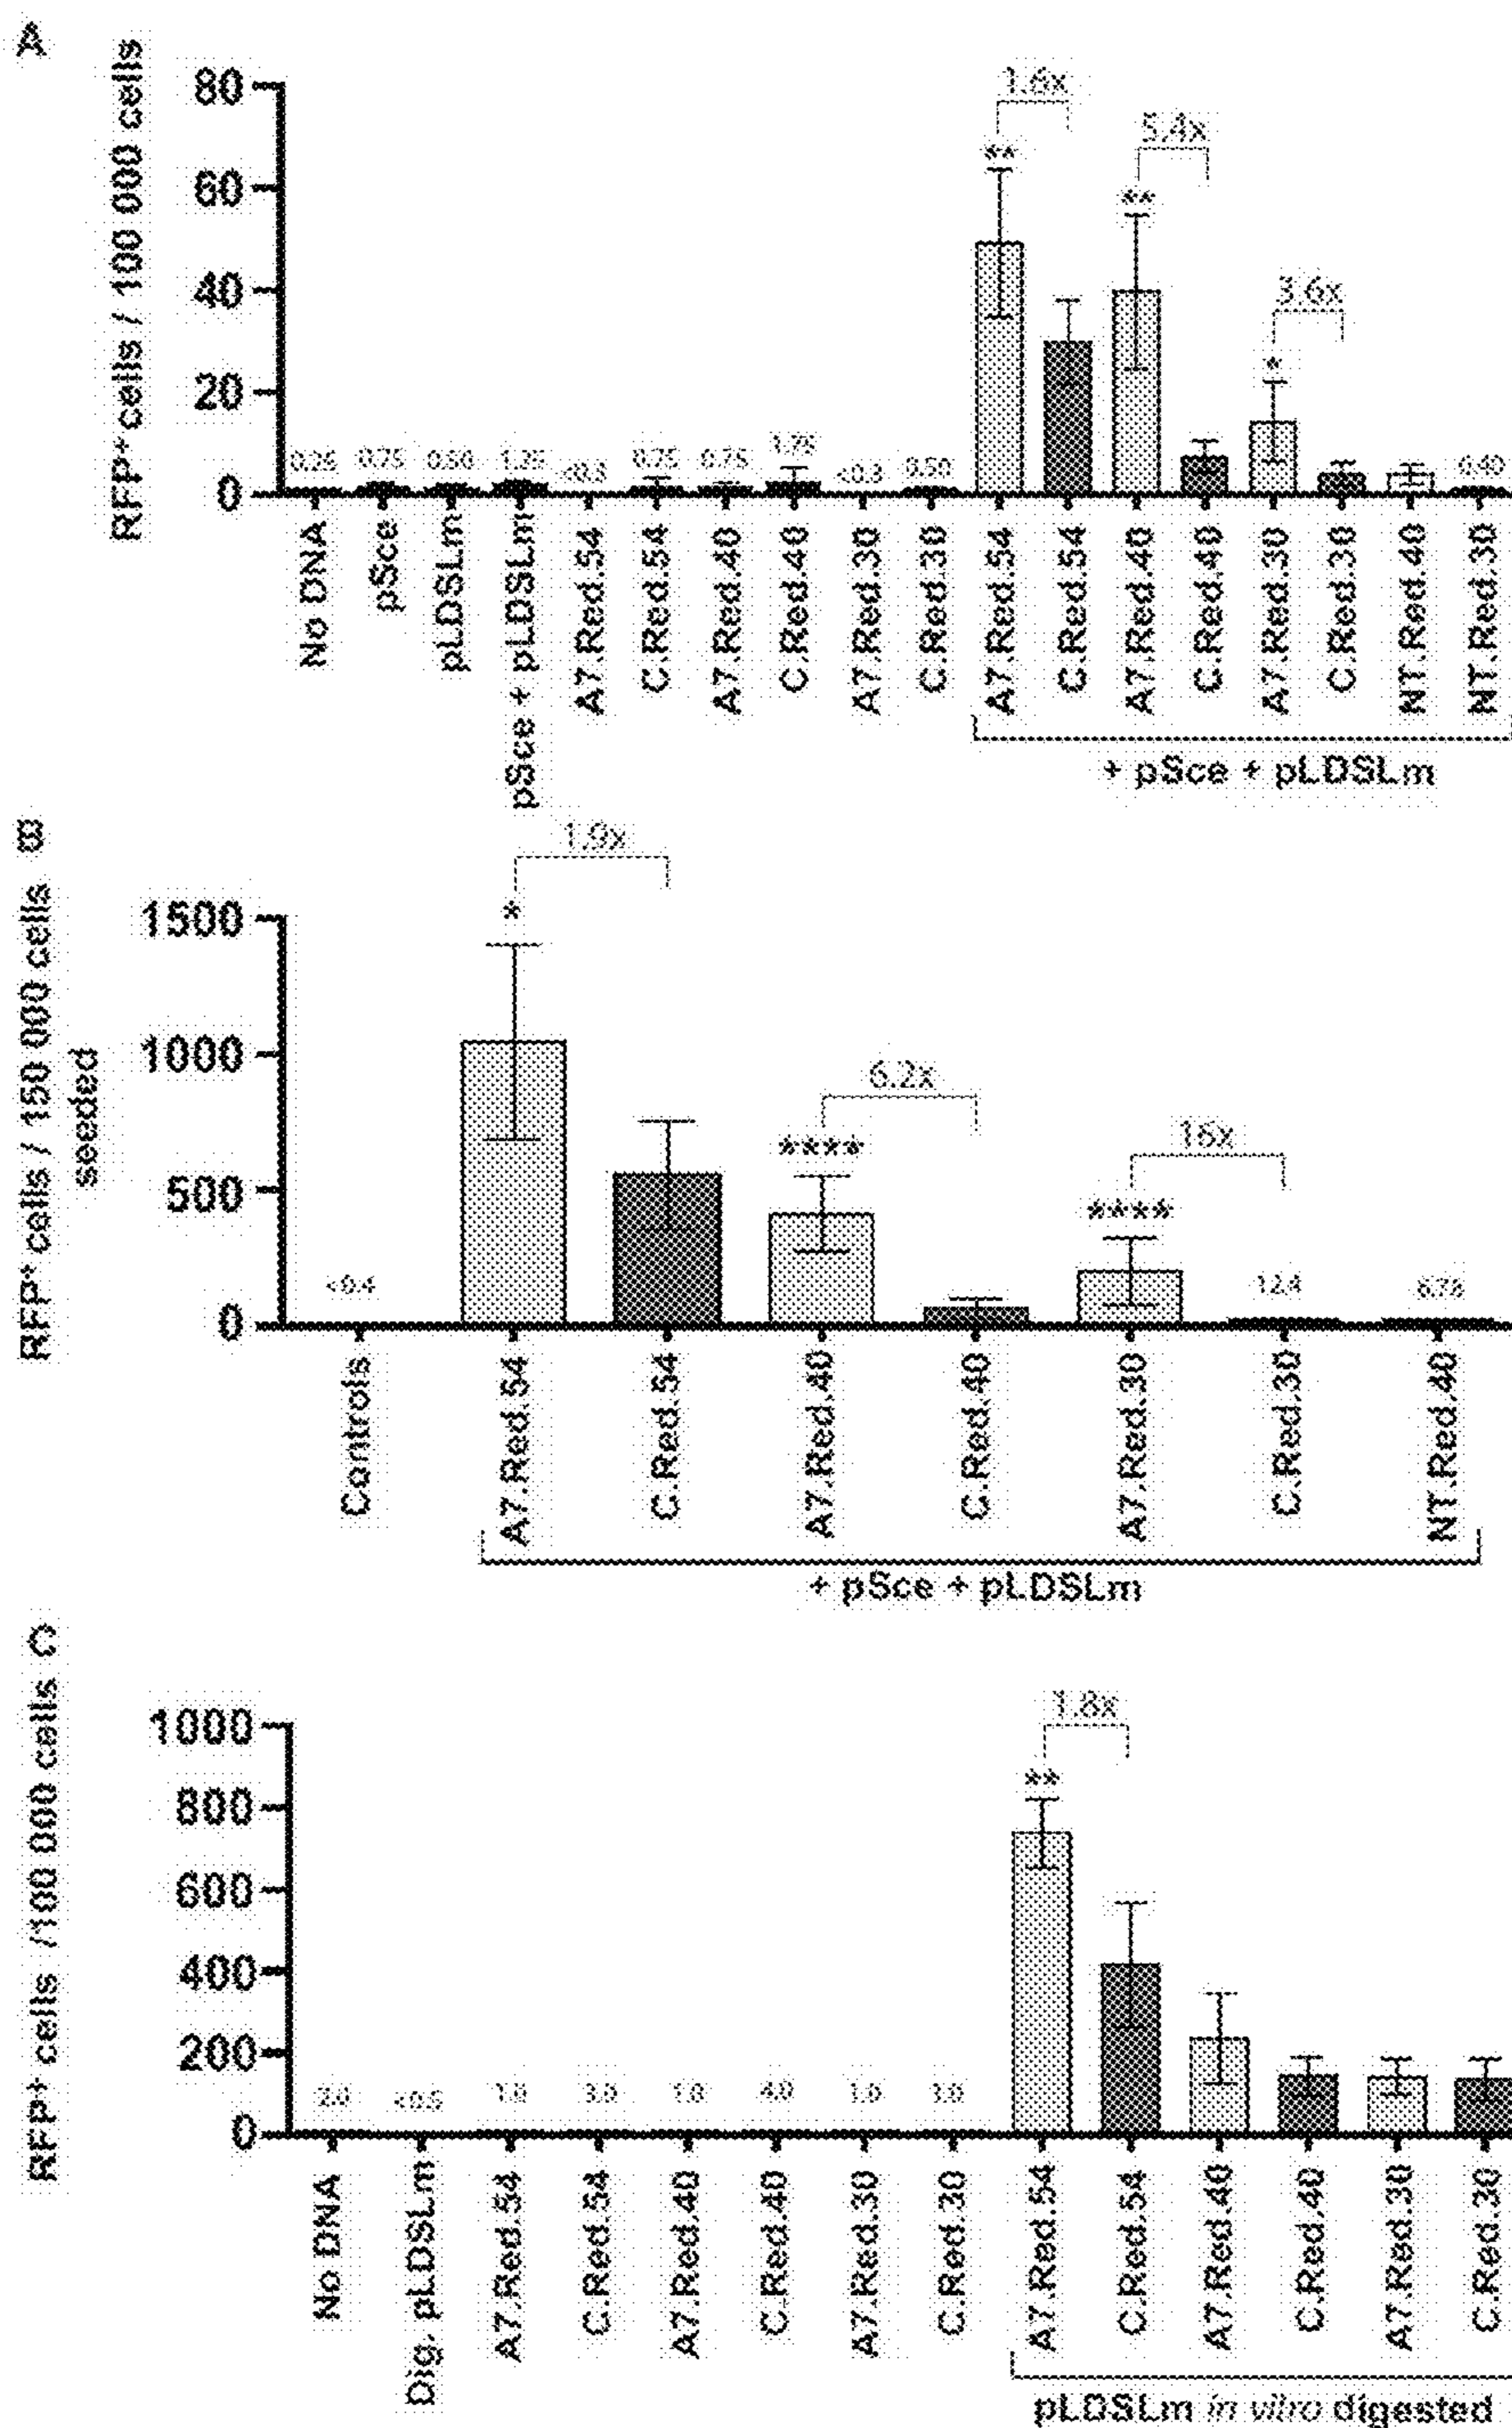 A
RFP+ cells / 100 000 cells
80
60
40
20
0
1.6x
5.4x
3.6x
**
**
*
0.25
0.75
0.50
1.25
<0.3
0.75
0.75
1.75
<0.3
0.50
0.40
No DNA
pSce
pLDSLm
pSce + pLDSLm
A7.Red.54
C.Red.54
A7.Red.40
C.Red.40
A7.Red.30
C.Red.30
A7.Red.54
C.Red.54
A7.Red.40
C.Red.40
A7.Red.30
C.Red.30
NT.Red.40
NT.Red.30
+ pSce + pLDSLm
B
RFP+ cells / 150 000 cells
seeded
1500
1000
500
0
1.9x
6.2x
16x
*
****
****
<0.4
12.4
6.78
Controls
A7.Red.54
C.Red.54
A7.Red.40
C.Red.40
A7.Red.30
C.Red.30
NT.Red.40
+ pSce + pLDSLm
C
RFP+ cells /100 000 cells
1000
800
600
400
200
0
1.8x
**
2.0
<0.5
1.0
3.0
1.0
4.0
1.0
1.0
No DNA
Dig. pLDSLm
A7.Red.54
C.Red.54
A7.Red.40
C.Red.40
A7.Red.30
C.Red.30
A7.Red.54
C.Red.54
A7.Red.40
C.Red.40
A7.Red.30
C.Red.30
pLDSLm in vitro digested